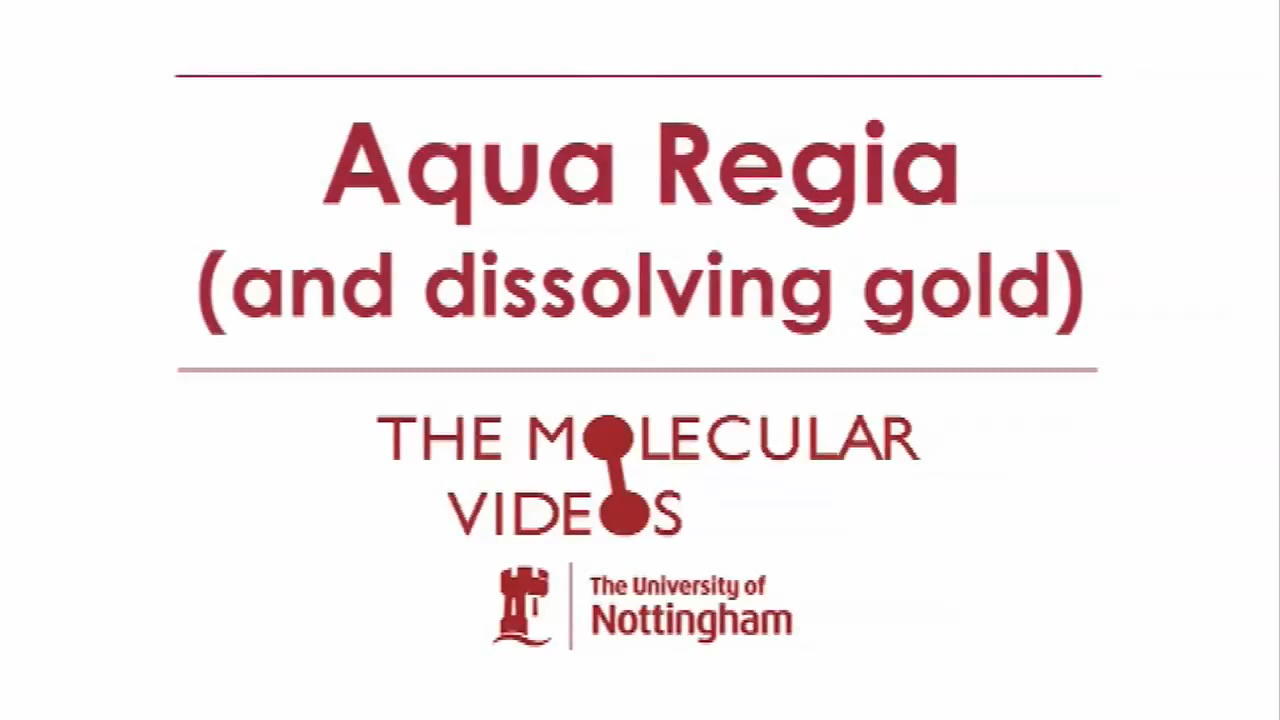 Aqua Regia
(and dissolving gold)
THE MOLECULAR
VIDEOS
The University of
Nottingham